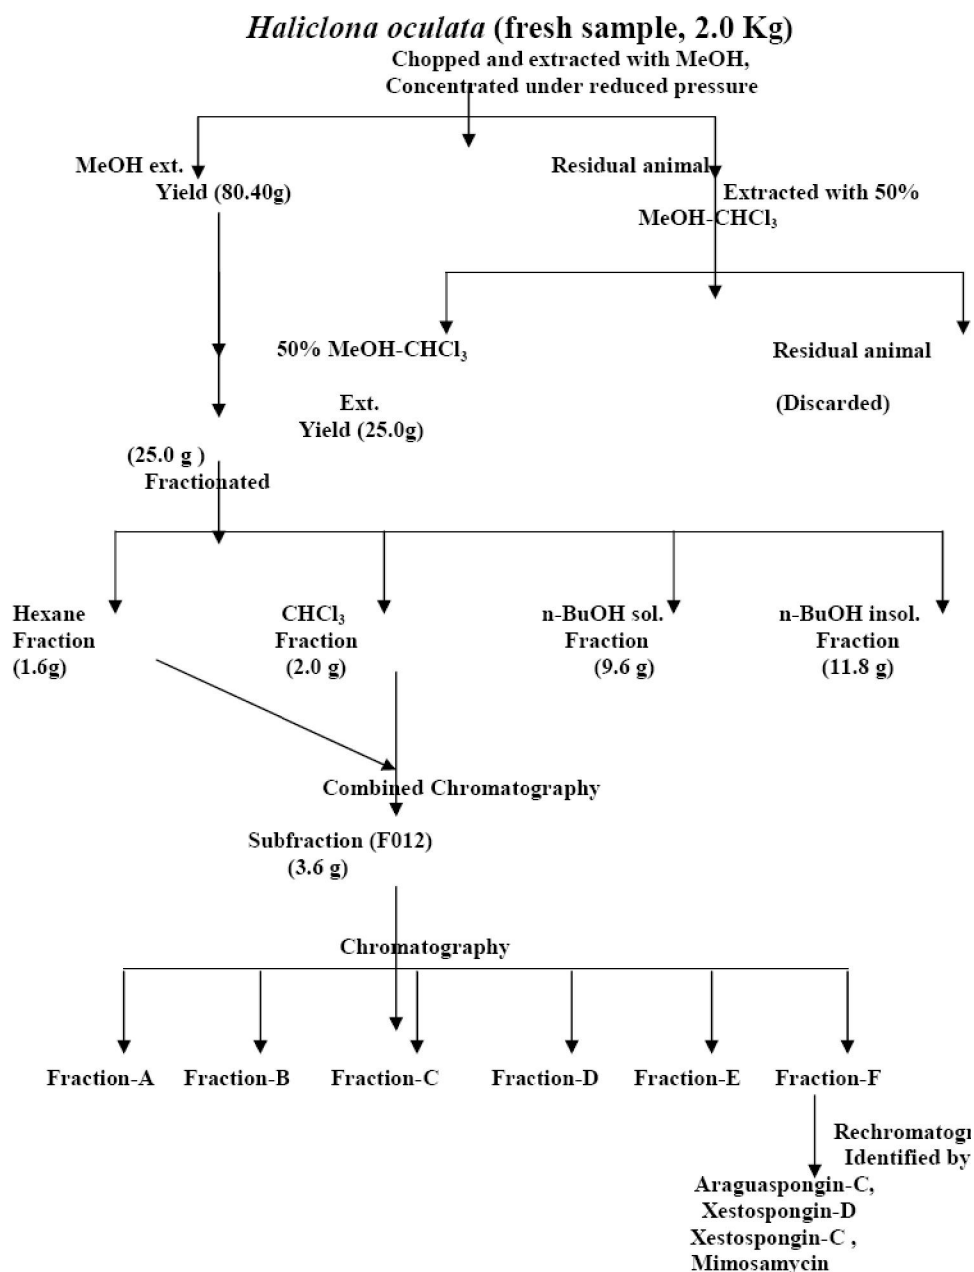 Haliclona oculata (fresh sample, 2.0 Kg)
Chopped and extracted with MeOH,
Concentrated under reduced pressure
MeOH ext.
Yield (80.40g)
Residual animal
Extracted with 50%
MeOH-CHCl₃
50% MeOH-CHCl₃
Ext.
Yield (25.0g)
Residual animal
(Discarded)
(25.0 g )
Fractionated
Hexane
Fraction
(1.6g)
CHCl₃
Fraction
(2.0 g)
n-BuOH sol.
Fraction
(9.6 g)
n-BuOH insol.
Fraction
(11.8 g)
Combined Chromatography
Subfraction (F012)
(3.6 g)
Chromatography
Fraction-A
Fraction-B
Fraction-C
Fraction-D
Fraction-E
Fraction-F
Rechromatog
Identified by
Araguaspongin-C,
Xestospongin-D
Xestospongin-C ,
Mimosamycin